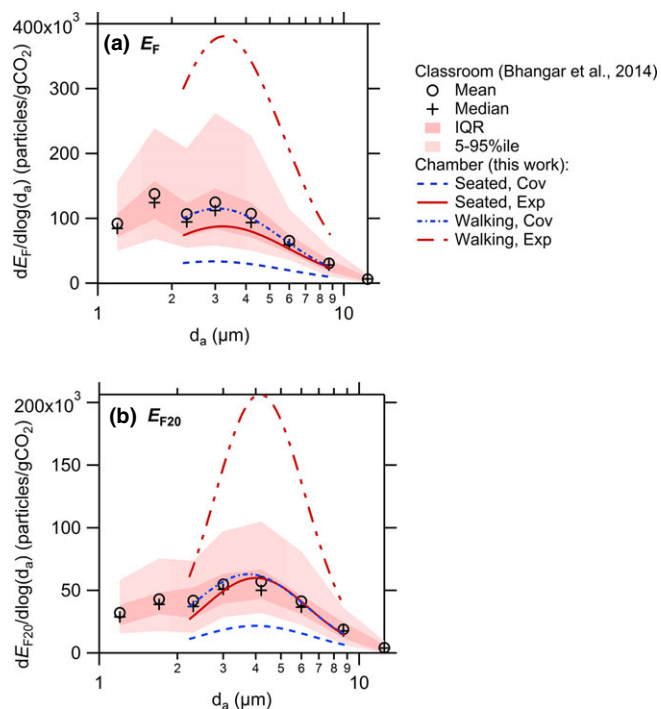 400x10³
(a) E_F
300
200
100
0
dE_F/dlog(d_a) (particles/gCO₂)
2 3 4 5 6 7 8 9
1 10
d_a (µm)
Classroom (Bhangar et al., 2014)
Mean
Median
IQR
5-95%ile
Chamber (this work):
Seated, Cov
Seated, Exp
Walking, Cov
Walking, Exp
200x10³
(b) E_F20
150
100
50
0
dE_F20/dlog(d_a) (particles/gCO₂)
2 3 4 5 6 7 8 9
1 10
d_a (µm)